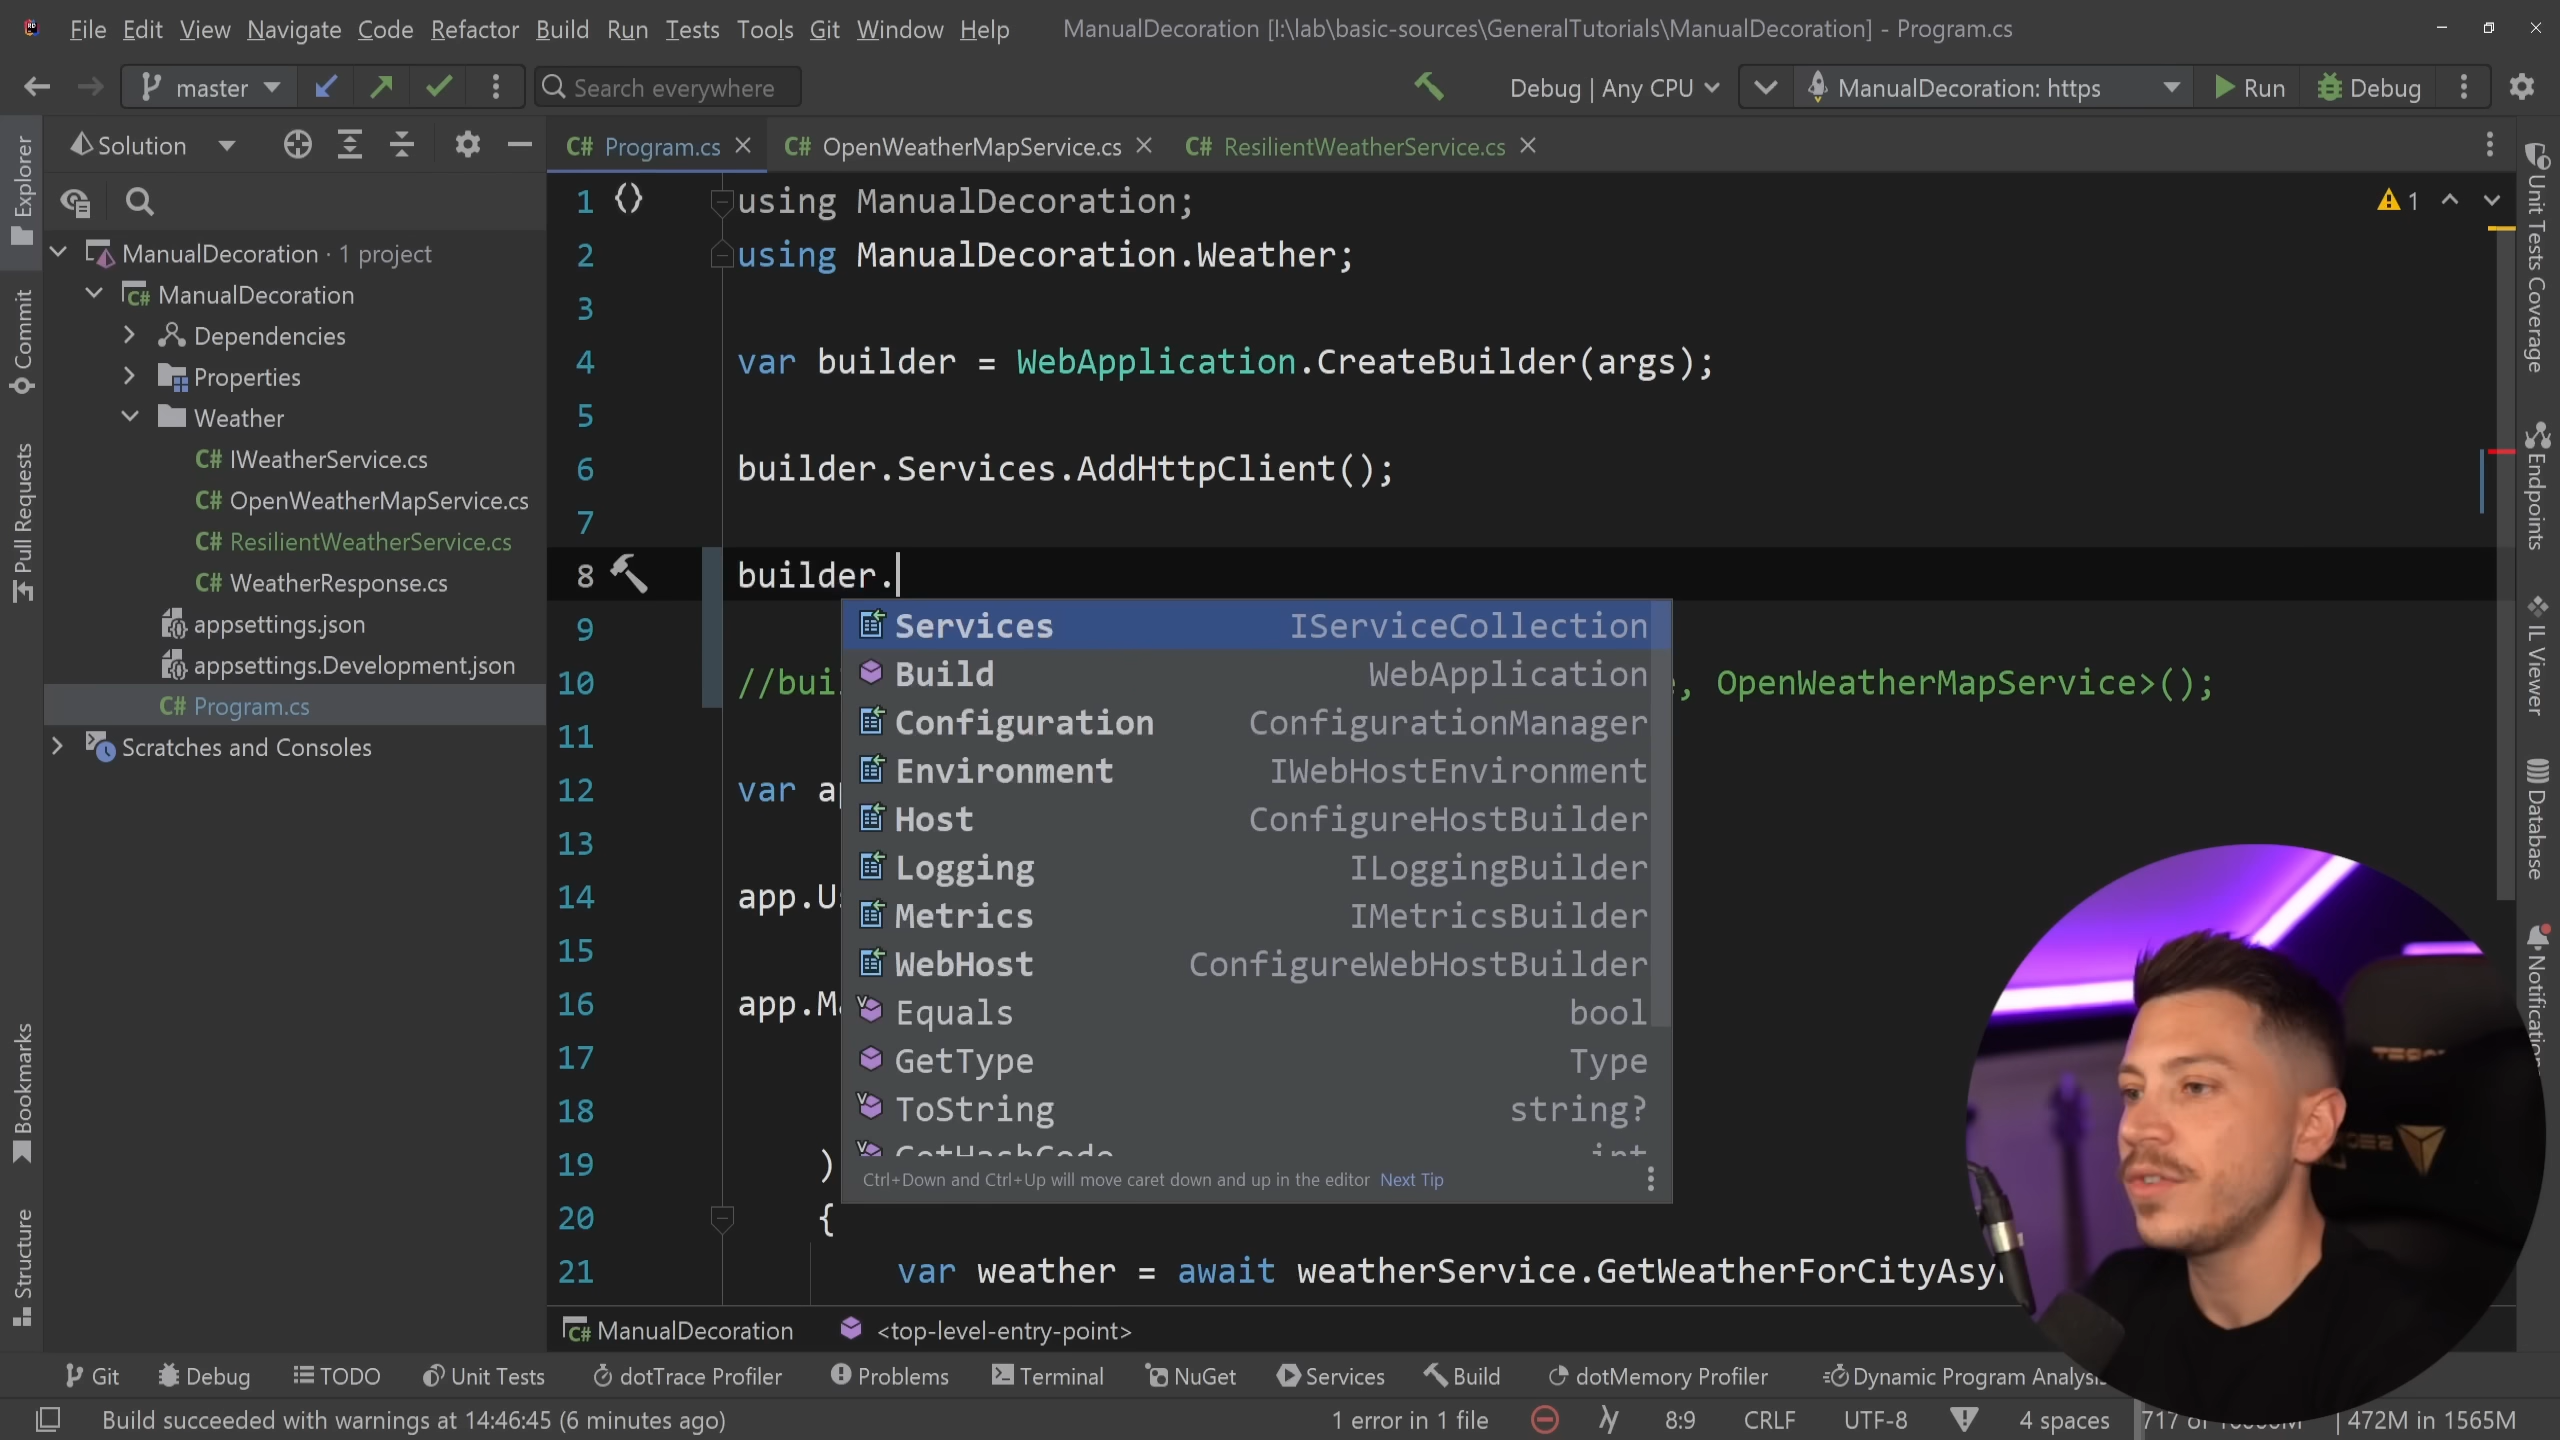 File Edit View Navigate Code Refactor Build Run Tests Tools Git Window Help ManualDecoration [I:\lab\basic-sources\GeneralTutorials\ManualDecoration] - Program.cs
master Search everywhere Debug | Any CPU ManualDecoration: https Run Debug
Solution
Program.cs
OpenWeatherMapService.cs
ResilientWeatherService.cs
Explorer
Commit
Pull Requests
Bookmarks
Structure
ManualDecoration · 1 project
C# ManualDecoration
Dependencies
Properties
Weather
C# IWeatherService.cs
C# OpenWeatherMapService.cs
C# ResilientWeatherService.cs
C# WeatherResponse.cs
appsettings.json
appsettings.Development.json
C# Program.cs
Scratches and Consoles
1 using ManualDecoration;
2 using ManualDecoration.Weather;
3
4 var builder = WebApplication.CreateBuilder(args);
5
6 builder.Services.AddHttpClient();
7
8 builder.
9
10 //bui , OpenWeatherMapService>();
11
12 var a
13
14 app.U
15
16 app.M
17
18
19 )
20 {
21 var weather = await weatherService.GetWeatherForCityAsy
Services IServiceCollection
Build WebApplication
Configuration ConfigurationManager
Environment IWebHostEnvironment
Host ConfigureHostBuilder
Logging ILoggingBuilder
Metrics IMetricsBuilder
WebHost ConfigureWebHostBuilder
Equals bool
GetType Type
ToString string?
GetHashCode int
Ctrl+Down and Ctrl+Up will move caret down and up in the editor Next Tip
1
Unit Tests Coverage
Endpoints
IL Viewer
Database
Notification
C# ManualDecoration <top-level-entry-point>
Git Debug TODO Unit Tests dotTrace Profiler Problems Terminal NuGet Services Build dotMemory Profiler Dynamic Program Analysis
Build succeeded with warnings at 14:46:45 (6 minutes ago) 1 error in 1 file 8:9 CRLF UTF-8 4 spaces 717 of 472M in 1565M